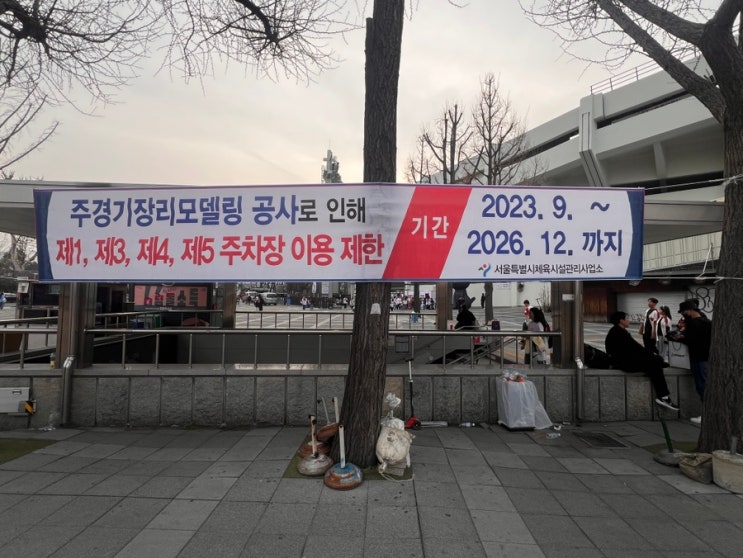 주경기장리모델링 공사로 인해
제1, 제3, 제4, 제5 주차장 이용 제한
기간
2023. 9. ~
2026. 12. 까지
서울특별시체육시설관리사업소